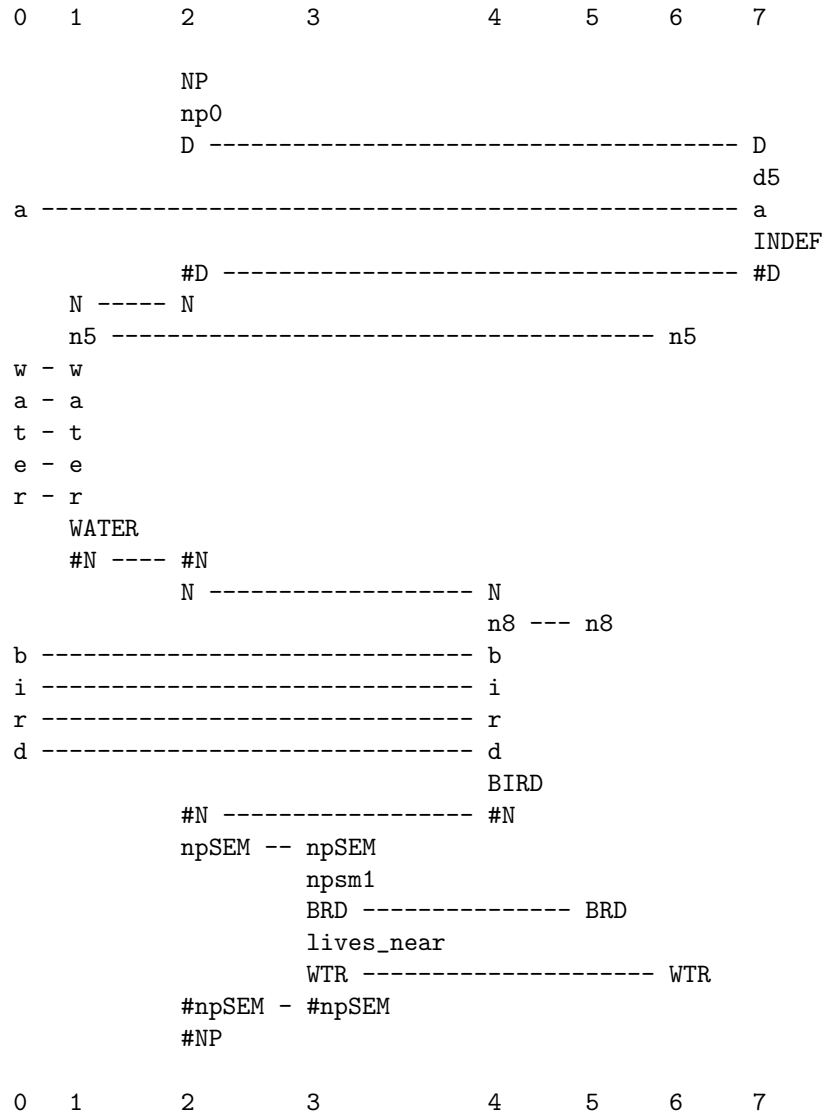 0 1 2 3 4 5 6 7
NP
np0
D --------------------------------------- D
d5
a -------------------------------------------------- a
INDEF
#D ------------------------------------- #D
N ----- N
n5 --------------------------------------- n5
w - w
a - a
t - t
e - e
r - r
WATER
#N ---- #N
N ------------------- N
n8 --- n8
b ------------------------------- b
i ------------------------------- i
r ------------------------------- r
d ------------------------------- d
BIRD
#N ------------------ #N
npSEM -- npSEM
npsm1
BRD --------------- BRD
lives_near
WTR --------------------- WTR
#npSEM - #npSEM
#NP
0 1 2 3 4 5 6 7